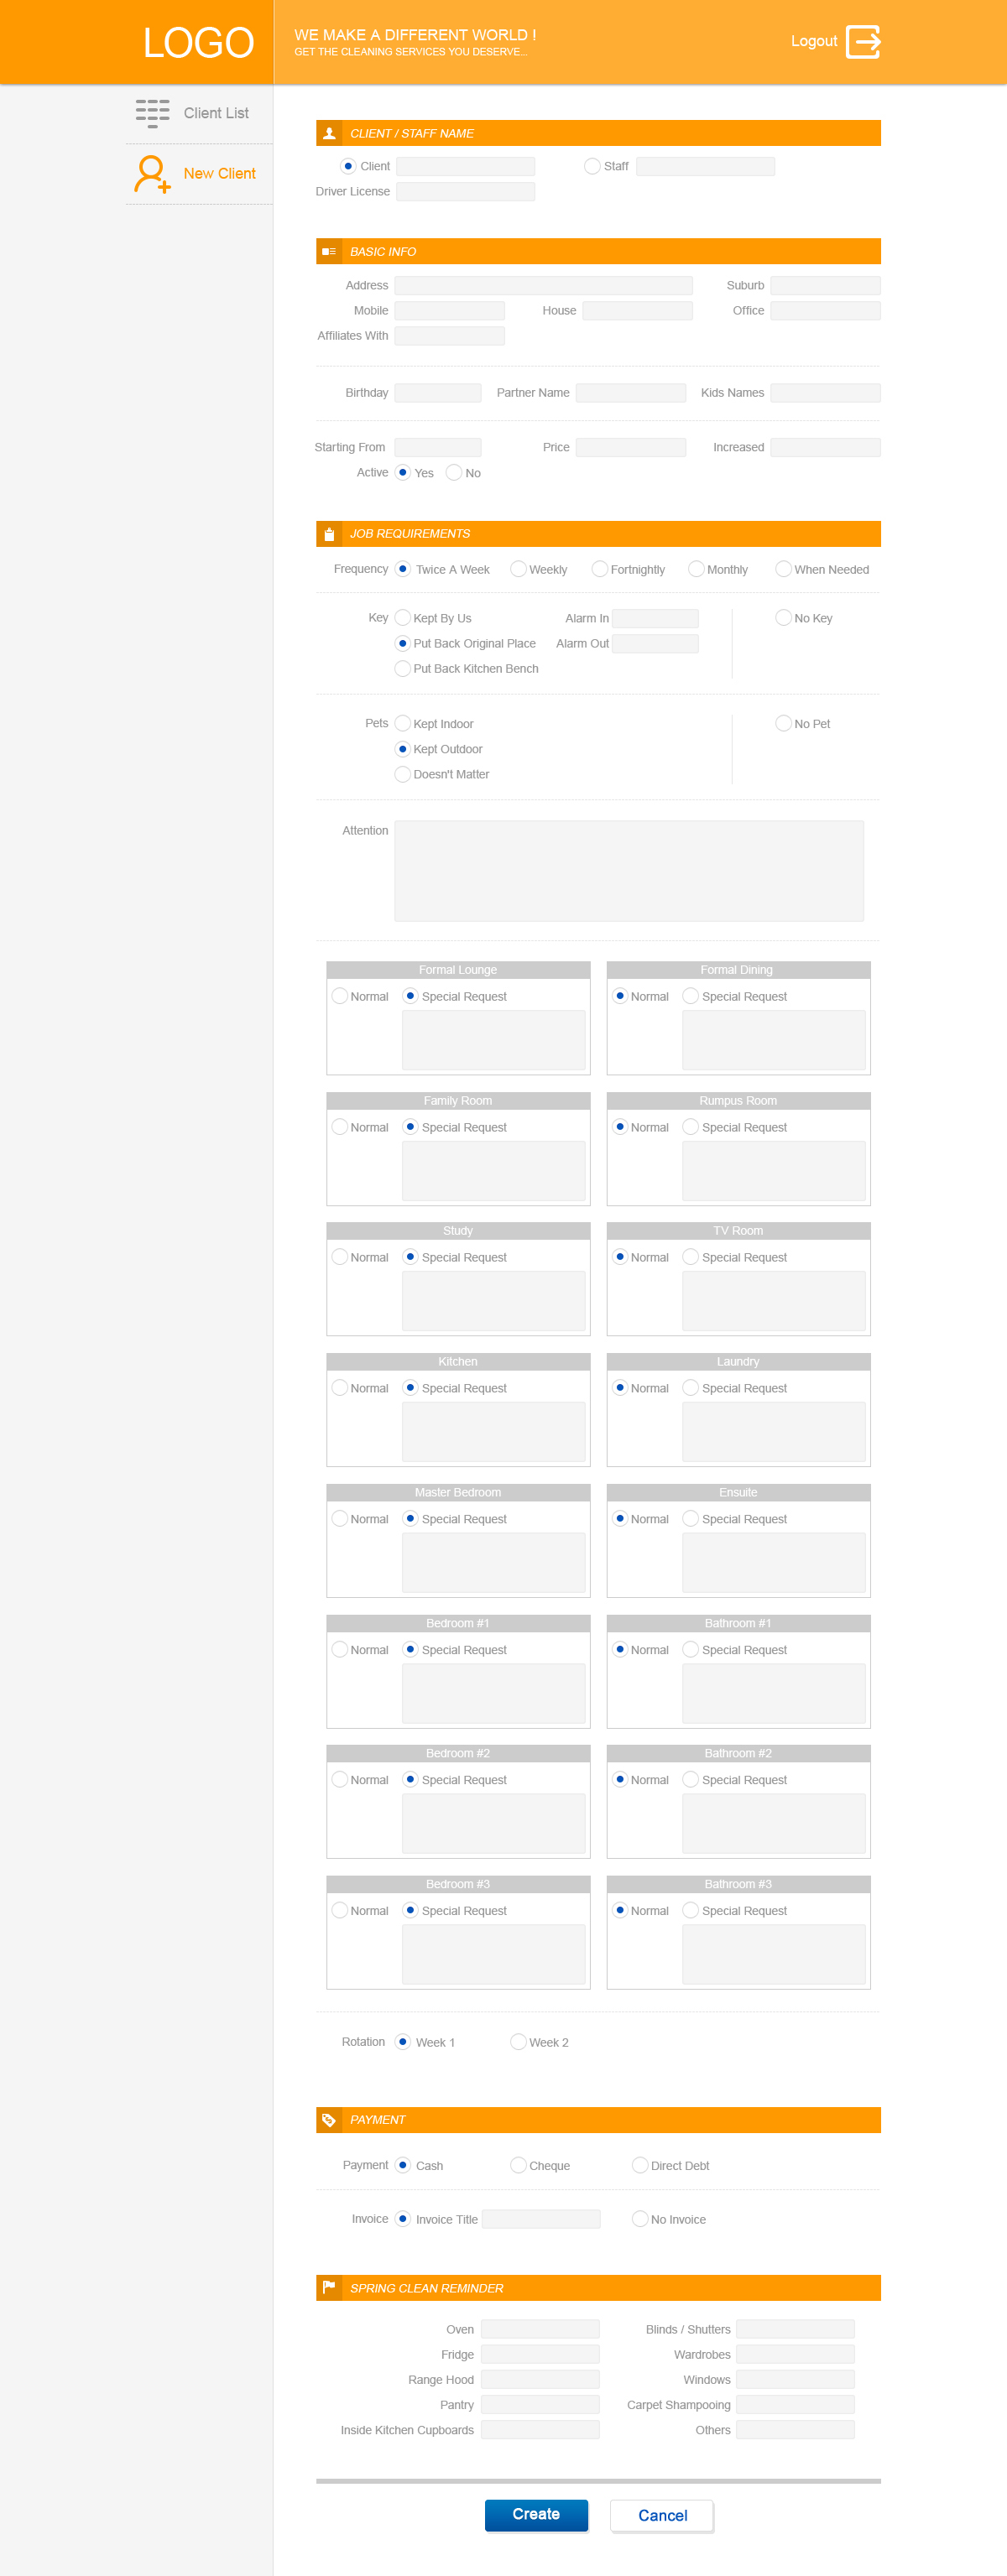 LOGO
WE MAKE A DIFFERENT WORLD !
GET THE CLEANING SERVICES YOU DESERVE...
Logout
Client List
New Client
CLIENT / STAFF NAME
Client Staff
Driver License
BASIC INFO
Address Suburb
Mobile House Office
Affiliates With
Birthday Partner Name Kids Names
Starting From Price Increased
Active Yes No
JOB REQUIREMENTS
Frequency Twice A Week Weekly Fortnightly Monthly When Needed
Key Kept By Us Alarm In No Key
Put Back Original Place Alarm Out
Put Back Kitchen Bench
Pets Kept Indoor No Pet
Kept Outdoor
Doesn't Matter
Attention
Formal Lounge Formal Dining
Normal Special Request Normal Special Request
Family Room Rumpus Room
Normal Special Request Normal Special Request
Study TV Room
Normal Special Request Normal Special Request
Kitchen Laundry
Normal Special Request Normal Special Request
Master Bedroom Ensuite
Normal Special Request Normal Special Request
Bedroom #1 Bathroom #1
Normal Special Request Normal Special Request
Bedroom #2 Bathroom #2
Normal Special Request Normal Special Request
Bedroom #3 Bathroom #3
Normal Special Request Normal Special Request
Rotation Week 1 Week 2
PAYMENT
Payment Cash Cheque Direct Debt
Invoice Invoice Title No Invoice
SPRING CLEAN REMINDER
Oven Blinds / Shutters
Fridge Wardrobes
Range Hood Windows
Pantry Carpet Shampooing
Inside Kitchen Cupboards Others
Create Cancel